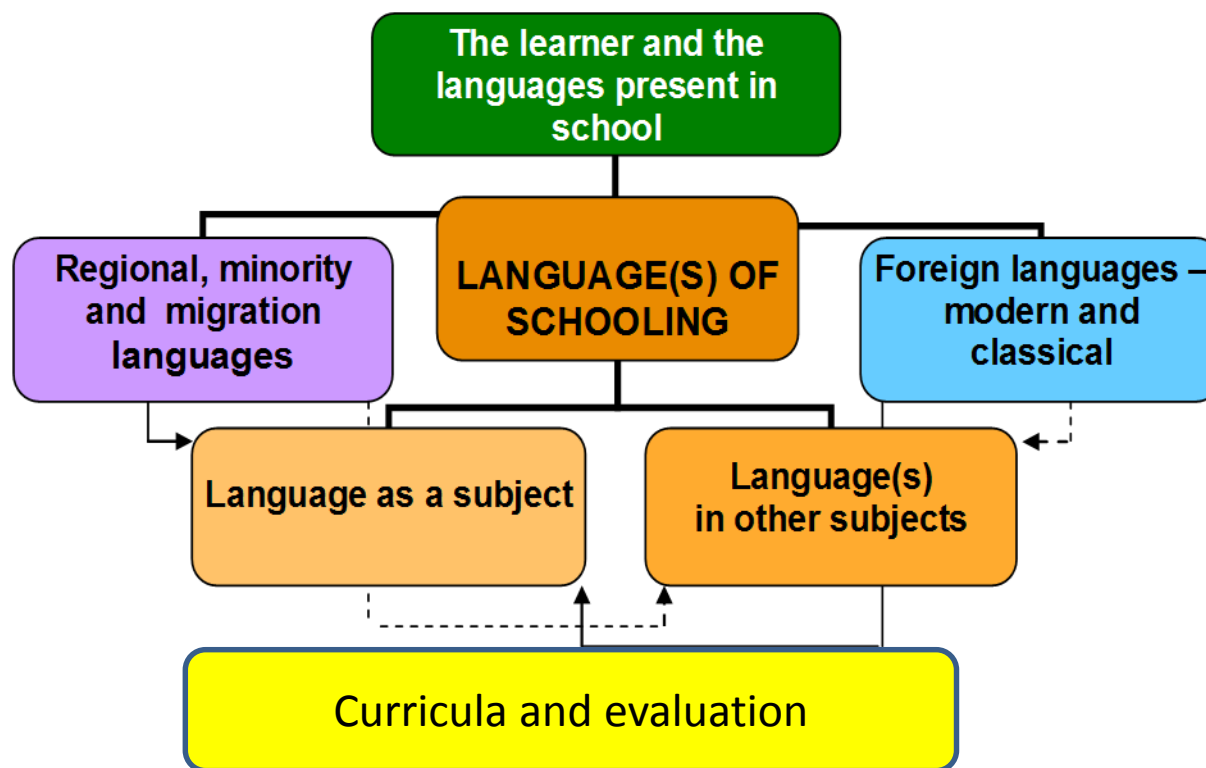 The learner and the
languages present in
school
Regional, minority
and migration
languages
LANGUAGE(S) OF
SCHOOLING
Foreign languages –
modern and
classical
Language as a subject
Language(s)
in other subjects
Curricula and evaluation